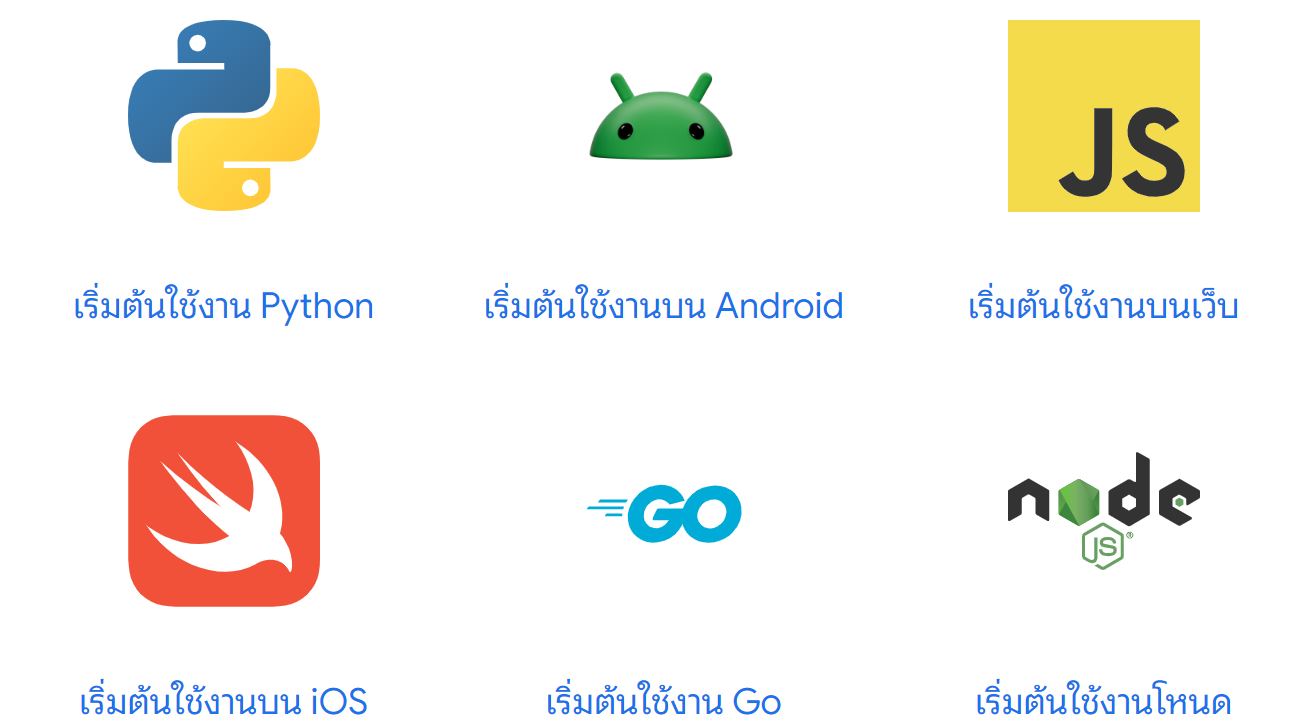 JS
เริ่มต้นใช้งาน Python
เริ่มต้นใช้งานบน Android
เริ่มต้นใช้งานบนเว็บ
GO
node
JS®
เริ่มต้นใช้งานบน iOS
เริ่มต้นใช้งาน Go
เริ่มต้นใช้งานโหนด